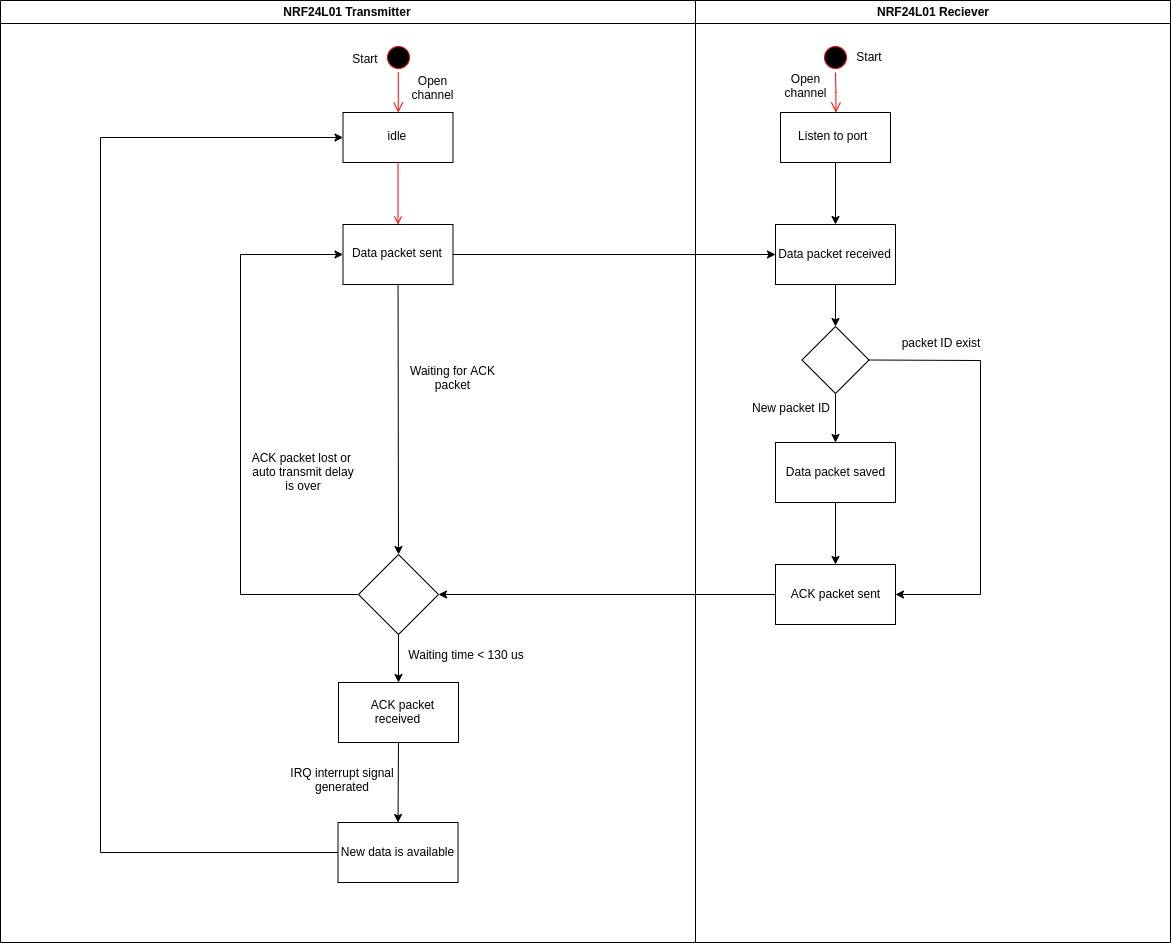 NRF24L01 Transmitter
NRF24L01 Reciever
Start
Open
channel
idle
Data packet sent
Waiting for ACK
packet
ACK packet lost or
auto transmit delay
is over
Waiting time < 130 us
ACK packet
received
IRQ interrupt signal
generated
New data is available
Start
Open
channel
Listen to port
Data packet received
packet ID exist
New packet ID
Data packet saved
ACK packet sent